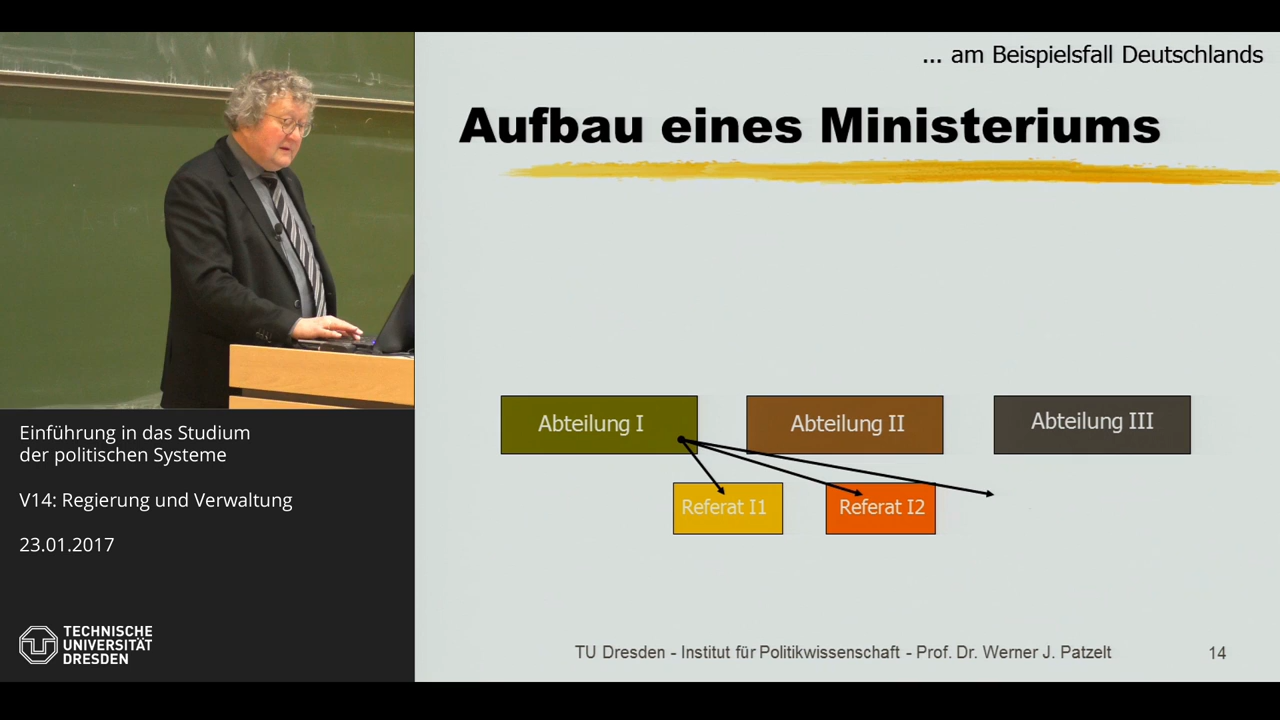 ... am Beispielsfall Deutschlands
Aufbau eines Ministeriums
Abteilung I
Abteilung II
Abteilung III
Referat I1
Referat I2
Einführung in das Studium
der politischen Systeme
V14: Regierung und Verwaltung
23.01.2017
TECHNISCHE
UNIVERSITÄT
DRESDEN
TU Dresden - Institut für Politikwissenschaft - Prof. Dr. Werner J. Patzelt
14